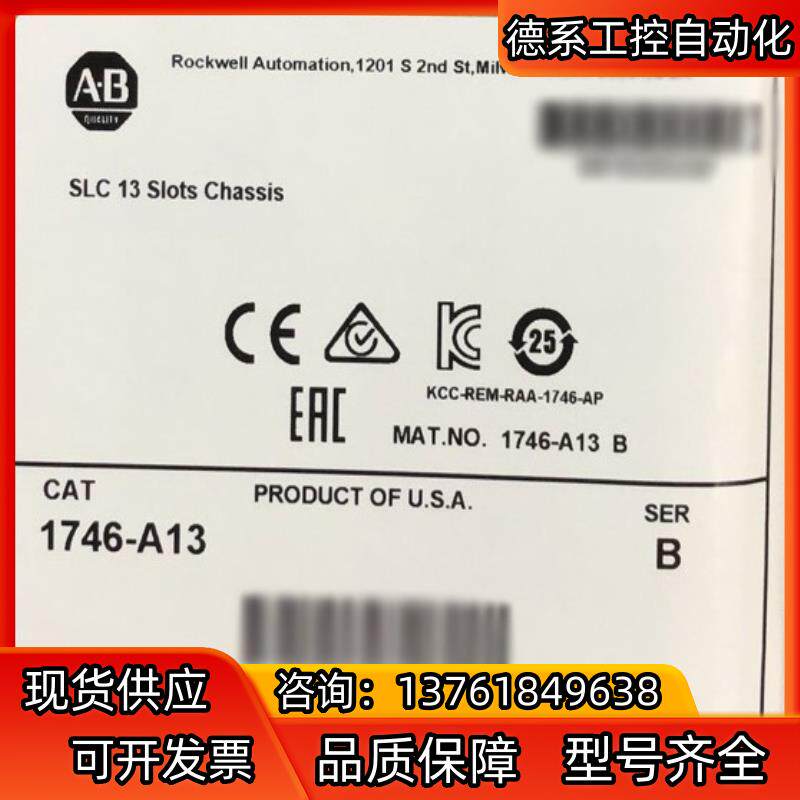 德系工控自动化
Rockwell Automation,1201 S 2nd St,Mil
A·B
QUALITY
SLC 13 Slots Chassis
CE
KC
25
KCC-REM-RAA-1746-AP
EAC
MAT.NO. 1746-A13 B
CAT
PRODUCT OF U.S.A.
SER
1746-A13
B
现货供应
咨询：13761849638
可开发票
品质保障
型号齐全